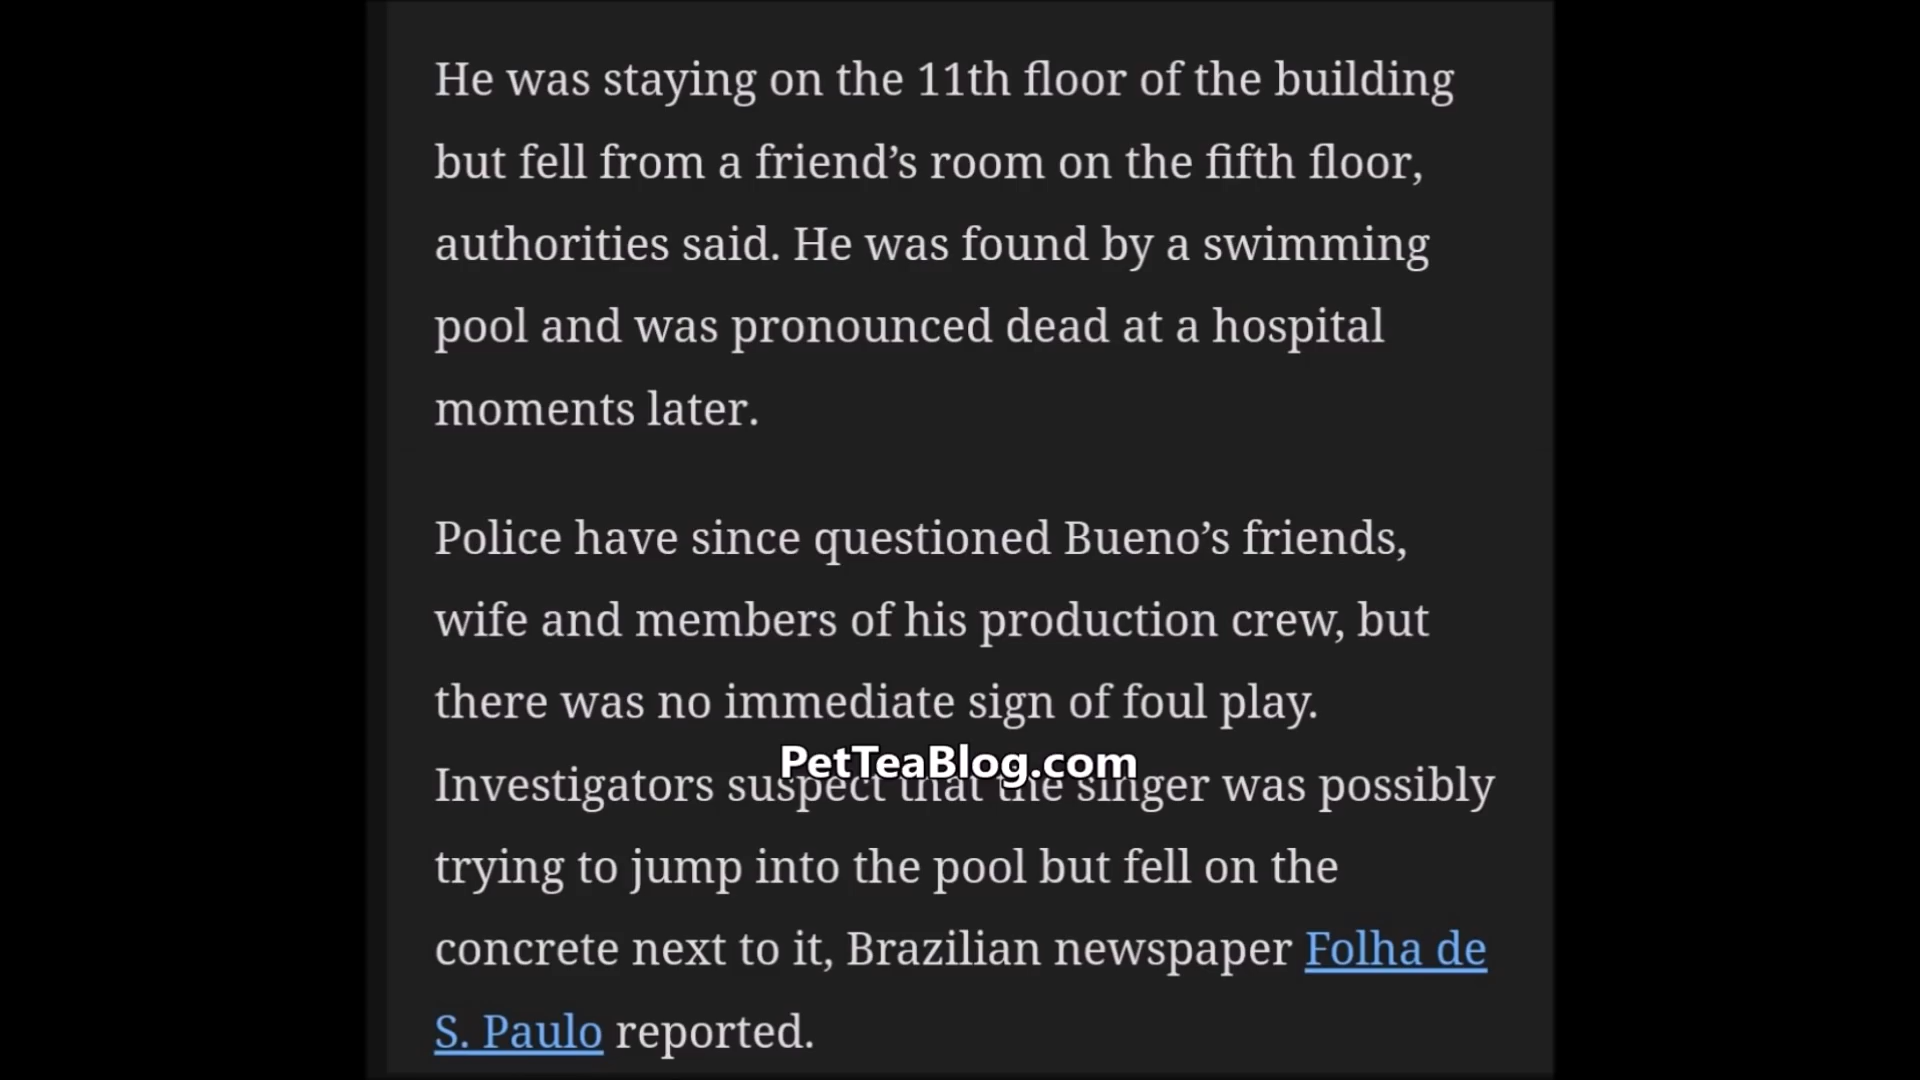 He was staying on the 11th floor of the building
but fell from a friend’s room on the fifth floor,
authorities said. He was found by a swimming
pool and was pronounced dead at a hospital
moments later.
Police have since questioned Bueno’s friends,
wife and members of his production crew, but
there was no immediate sign of foul play.
PetTeaBlog.com
Investigators suspect that the singer was possibly
trying to jump into the pool but fell on the
concrete next to it, Brazilian newspaper Folha de
S. Paulo reported.